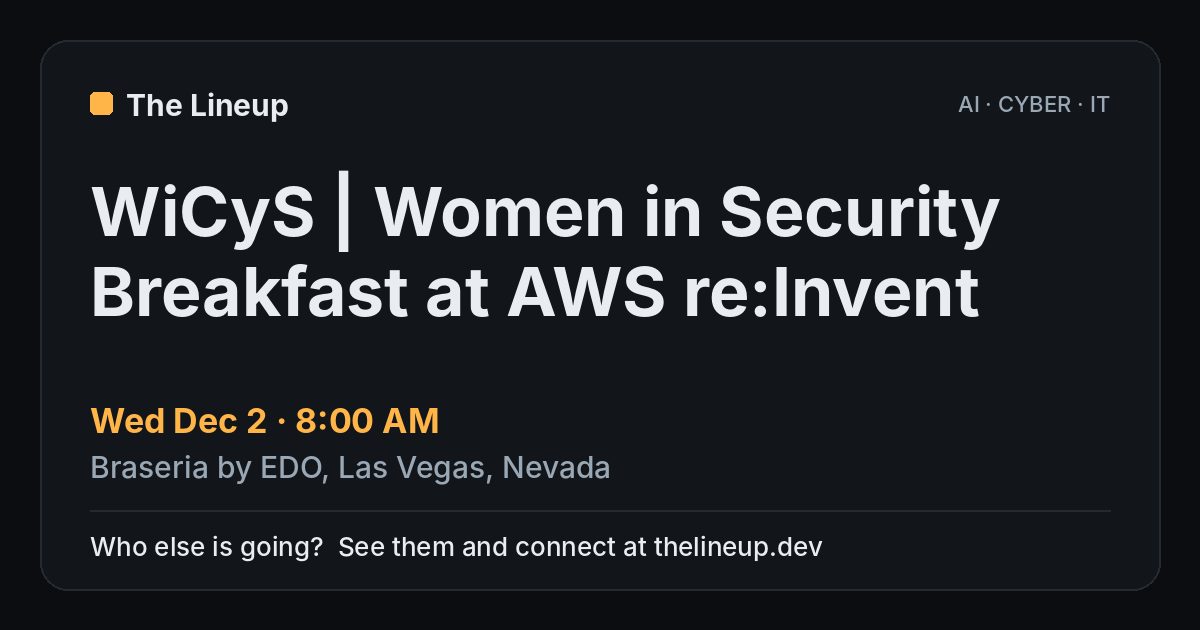 The Lineup
AI · CYBER · IT
WiCyS | Women in Security
Breakfast at AWS re:Invent
Wed Dec 2 · 8:00 AM
Braseria by EDO, Las Vegas, Nevada
Who else is going? See them and connect at thelineup.dev